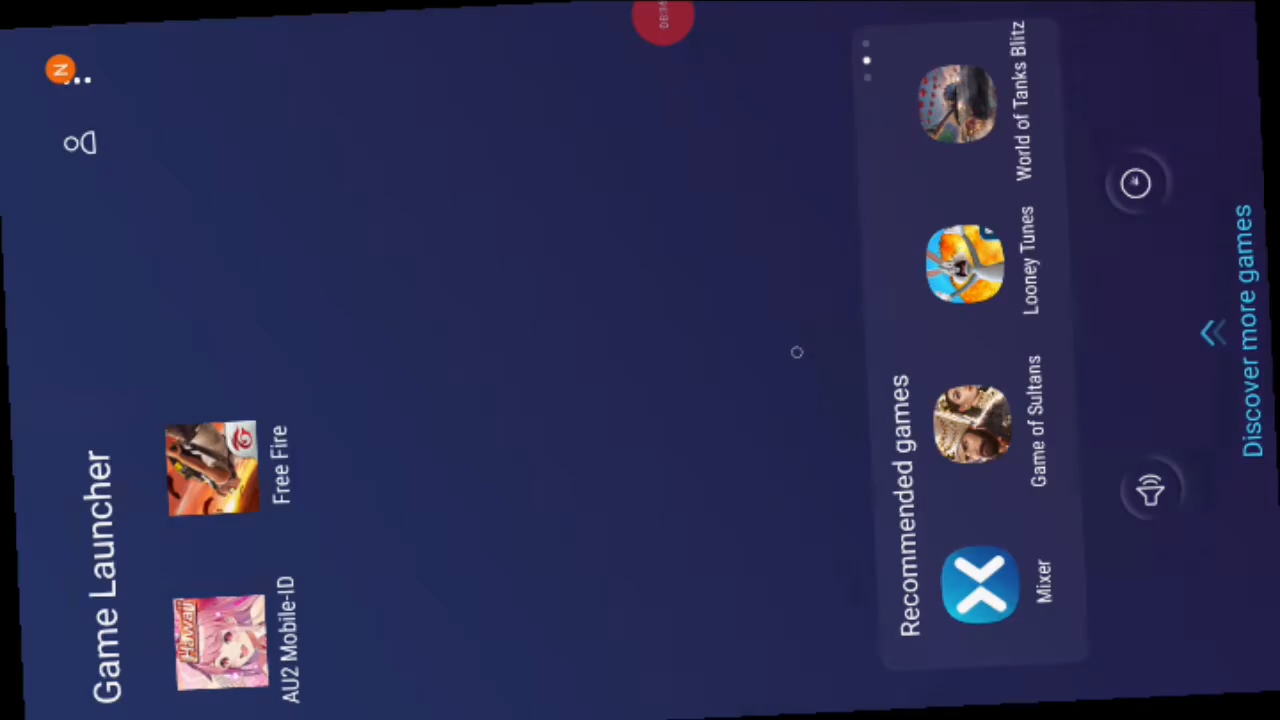 N
Game Launcher
AU2 Mobile-ID
Free Fire
Hawaii
Recommended games
Mixer
Game of Sultans
Looney Tunes
World of Tanks Blitz
Discover more games